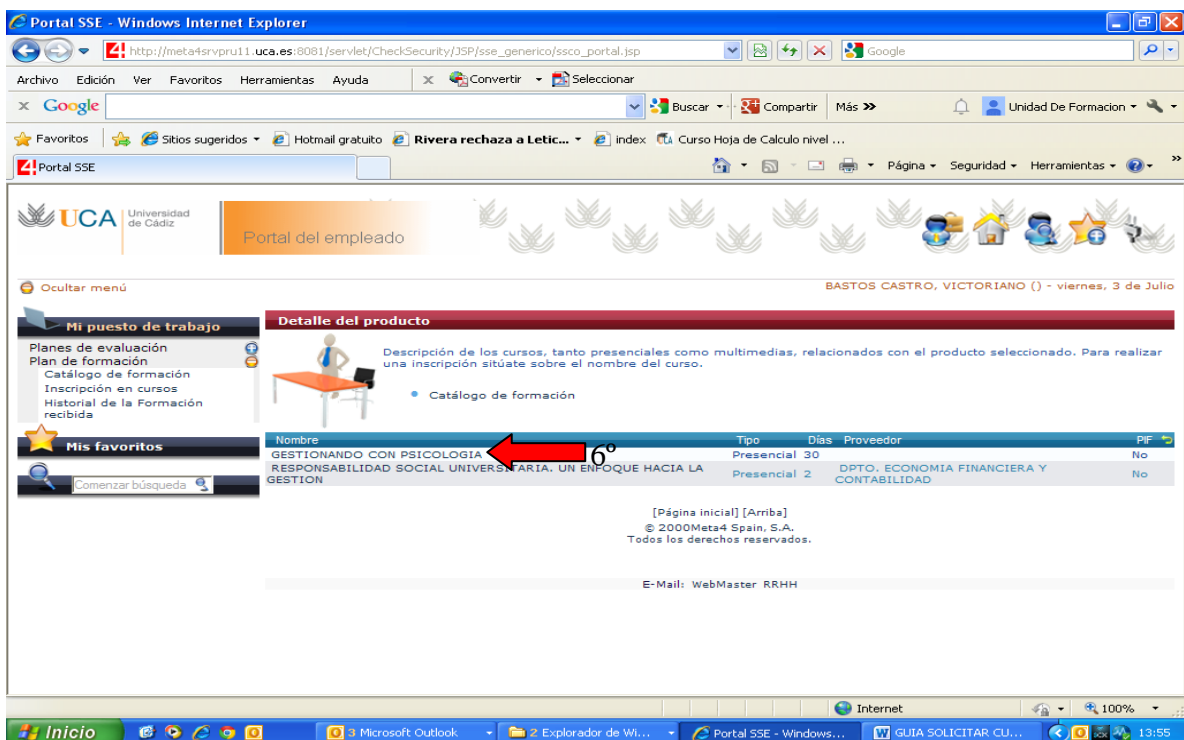 Portal SSE - Windows Internet Explorer
http://meta4srvpru11.uca.es:8081/servlet/CheckSecurity/JSP/sse_generico/ssco_portal.jsp
Google
Archivo Edición Ver Favoritos Herramientas Ayuda x Convertir Seleccionar
x Google Buscar Compartir Más >> Unidad De Formacion
Favoritos Sitios sugeridos Hotmail gratuito Rivera rechaza a Letic... index Curso Hoja de Calculo nivel ...
Portal SSE Página Seguridad Herramientas >>
UCA Universidad de Cádiz
Portal del empleado
Ocultar menú
BASTOS CASTRO, VICTORIANO () - viernes, 3 de Julio
Mi puesto de trabajo
Planes de evaluación
Plan de formación
Catálogo de formación
Inscripción en cursos
Historial de la Formación
recibida
Mis favoritos
Comenzar búsqueda
Detalle del producto
Descripción de los cursos, tanto presenciales como multimedias, relacionados con el producto seleccionado. Para realizar
una inscripción sitúate sobre el nombre del curso.
Catálogo de formación
Nombre Tipo Días Proveedor PIF
GESTIONANDO CON PSICOLOGIA Presencial 30 No
6º
RESPONSABILIDAD SOCIAL UNIVERSITARIA. UN ENFOQUE HACIA LA
GESTION
Presencial 2
DPTO. ECONOMIA FINANCIERA Y
CONTABILIDAD
No
[Página inicial] [Arriba]
© 2000Meta4 Spain, S.A.
Todos los derechos reservados.
E-Mail: WebMaster RRHH
Internet 100%
Inicio 3 Microsoft Outlook 2 Explorador de Wi... Portal SSE - Windows... GUIA SOLICITAR CU... 13:55